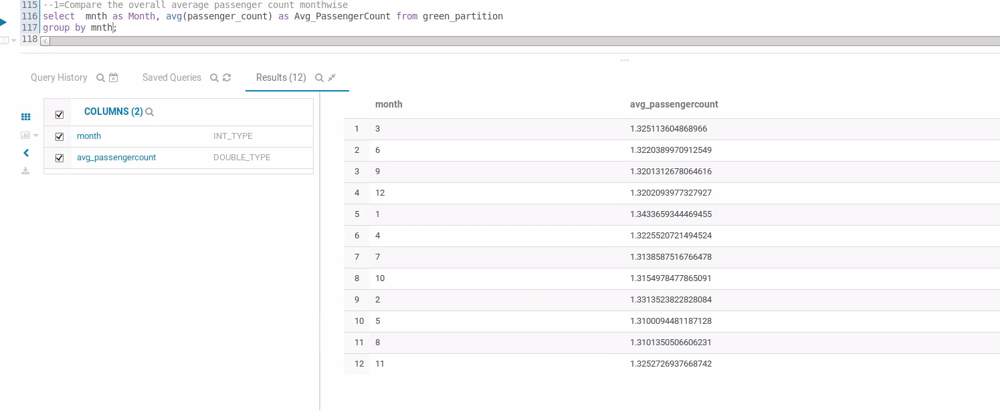 115 --1=Compare the overall average passenger count monthwise
116 select  mnth as Month, avg(passenger_count) as Avg_PassengerCount from green_partition
117 group by mnth;
118
Query History Saved Queries Results (12)
COLUMNS (2)
month INT_TYPE
avg_passengercount DOUBLE_TYPE
month avg_passengercount
1 3 1.325113604868966
2 6 1.3220389970912549
3 9 1.3201312678064616
4 12 1.3202093977327927
5 1 1.3433659344469455
6 4 1.3225520721494524
7 7 1.3138587516766478
8 10 1.3154978477865091
9 2 1.3313523822828084
10 5 1.3100094481187128
11 8 1.3101350506606231
12 11 1.3252726937668742